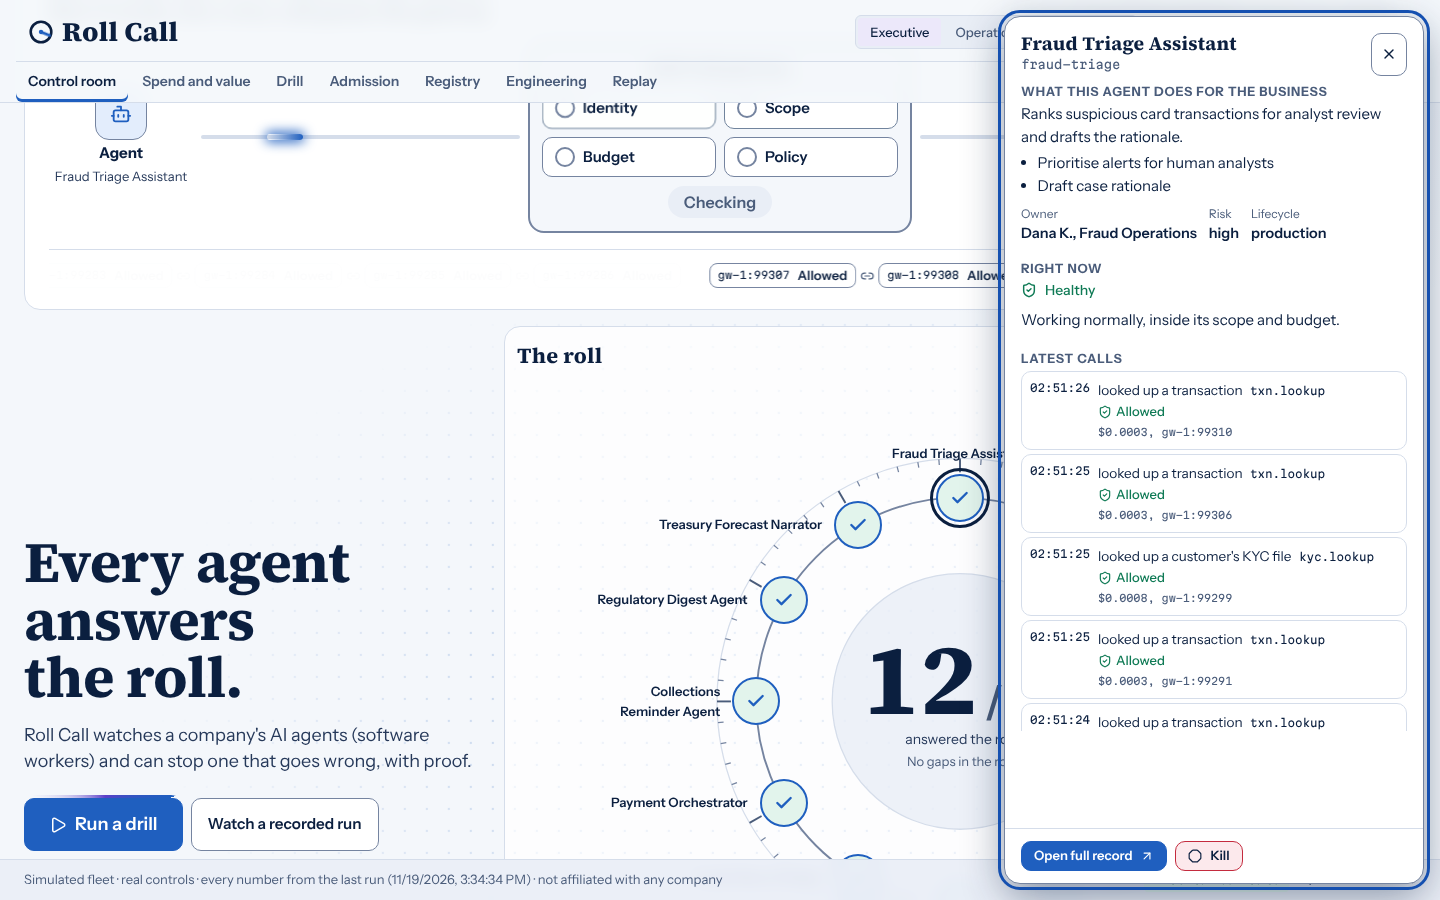 Roll Call
Executive
Control room
Spend and value
Drill
Admission
Registry
Engineering
Replay
Identity
Scope
Budget
Policy
Checking
Agent
Fraud Triage Assistant
gw-1:99307 Allowed
gw-1:99308
The roll
Treasury Forecast Narrator
Regulatory Digest Agent
Collections
Reminder Agent
Payment Orchestrator
Fraud Triage
12 /
answered the
No gaps in the
Every agent
answers
the roll.
Roll Call watches a company's AI agents (software
workers) and can stop one that goes wrong, with proof.
Run a drill
Watch a recorded run
Simulated fleet · real controls · every number from the last run (11/19/2026, 3:34:34 PM) · not affiliated with any company
Fraud Triage Assistant
fraud-triage
WHAT THIS AGENT DOES FOR THE BUSINESS
Ranks suspicious card transactions for analyst review
and drafts the rationale.
• Prioritise alerts for human analysts
• Draft case rationale
Owner Risk Lifecycle
Dana K., Fraud Operations high production
RIGHT NOW
Healthy
Working normally, inside its scope and budget.
LATEST CALLS
02:51:26 looked up a transaction txn.lookup
Allowed
$0.0003, gw-1:99310
02:51:25 looked up a transaction txn.lookup
Allowed
$0.0003, gw-1:99306
02:51:25 looked up a customer's KYC file kyc.lookup
Allowed
$0.0008, gw-1:99299
02:51:25 looked up a transaction txn.lookup
Allowed
$0.0003, gw-1:99291
02:51:24 looked up a transaction txn.lookup
Open full record
Kill